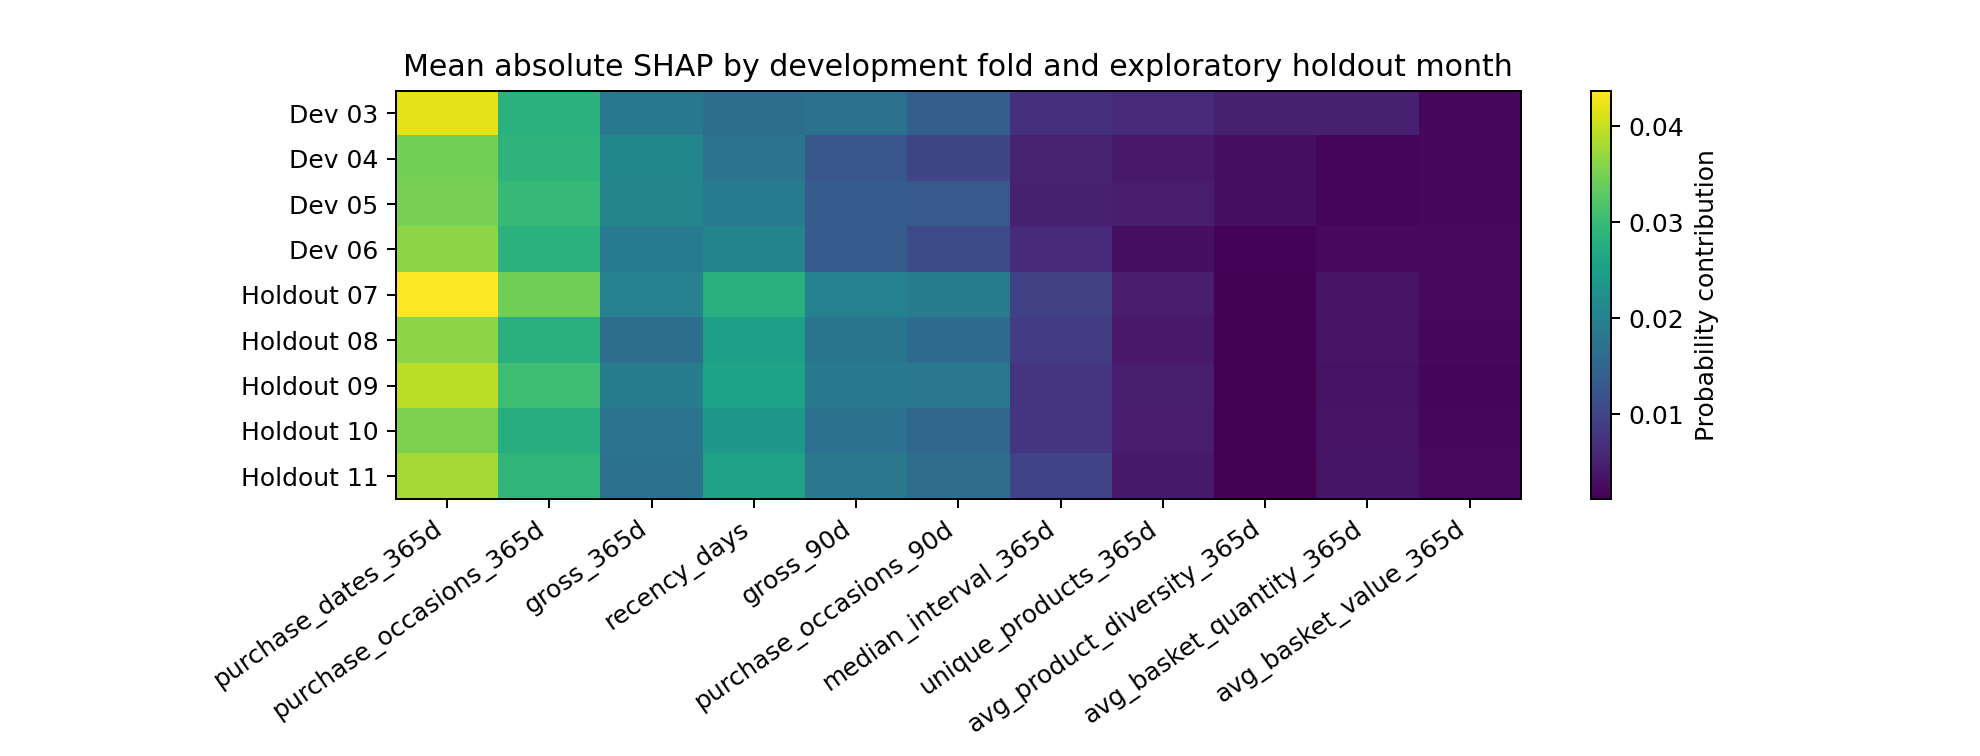 Mean absolute SHAP by development fold and exploratory holdout month
Dev 03
Dev 04
Dev 05
Dev 06
Holdout 07
Holdout 08
Holdout 09
Holdout 10
Holdout 11
purchase_dates_365d
purchase_occasions_365d
gross_365d
recency_days
gross_90d
purchase_occasions_90d
median_interval_365d
unique_products_365d
avg_product_diversity_365d
avg_basket_quantity_365d
avg_basket_value_365d
0.04
0.03
0.02
0.01
Probability contribution